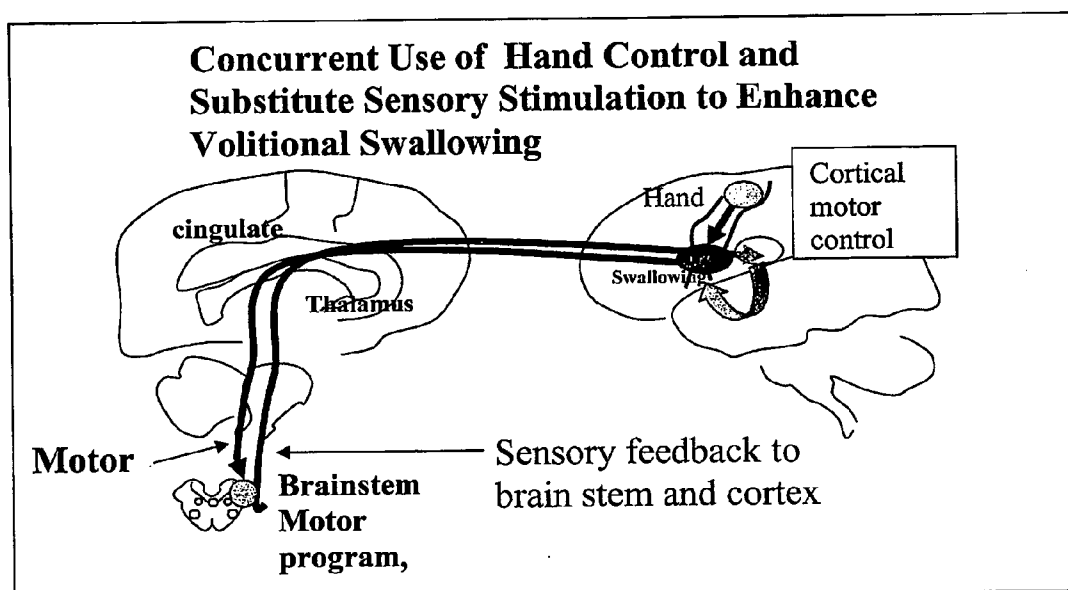 Concurrent Use of Hand Control and
Substitute Sensory Stimulation to Enhance
Volitional Swallowing
cingulate
Thalamus
Hand
Swallowing
Cortical
motor
control
Motor
Brainstem
Motor
program,
Sensory feedback to
brain stem and cortex